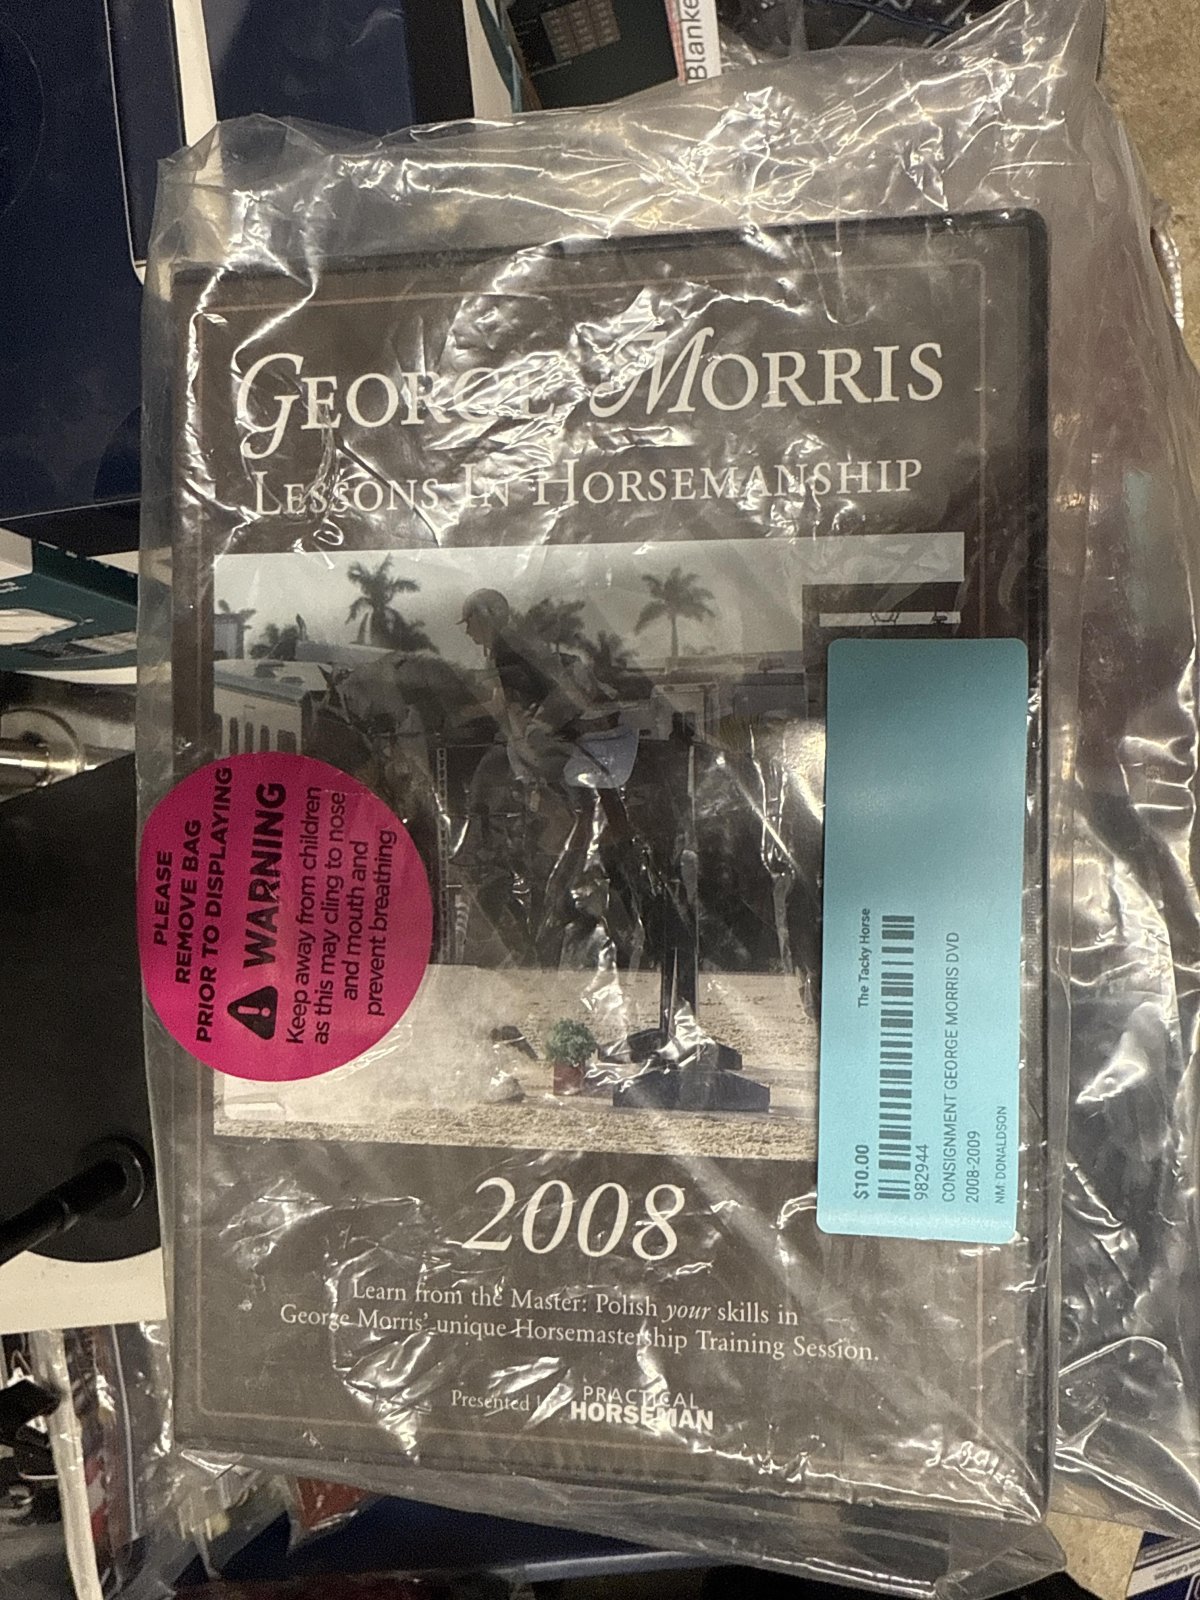 Blanke
GEORGE MORRIS
LESSONS IN HORSEMANSHIP
PLEASE
REMOVE BAG
PRIOR TO DISPLAYING
WARNING
Keep away from children
as this may cling to nose
and mouth and
prevent breathing
$10.00 The Tacky Horse
982944
CONSIGNMENT GEORGE MORRIS DVD
2008-2009
NM: DONALDSON
2008
Learn from the Master: Polish your skills in
George Morris' unique Horsemastership Training Session.
Presented by PRACTICAL
HORSEMAN